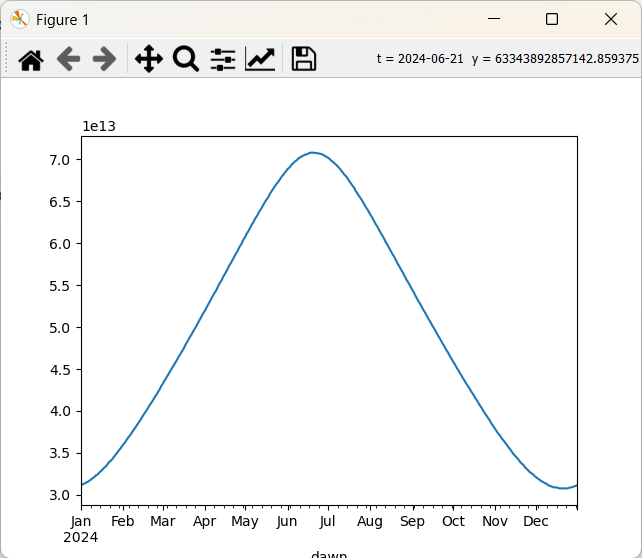 Figure 1
t = 2024-06-21 y = 63343892857142.859375
1e13
7.0
6.5
6.0
5.5
5.0
4.5
4.0
3.5
3.0
Jan Feb Mar Apr May Jun Jul Aug Sep Oct Nov Dec
2024
dawn